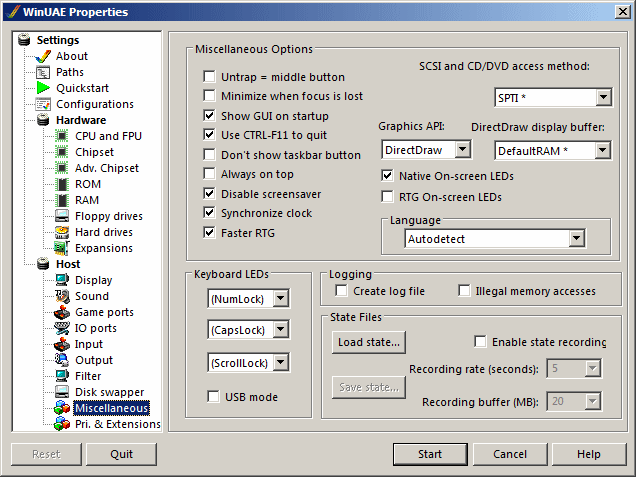 WinUAE Properties
Settings
About
Paths
Quickstart
Configurations
Hardware
CPU and FPU
Chipset
Adv. Chipset
ROM
RAM
Floppy drives
Hard drives
Expansions
Host
Display
Sound
Game ports
IO ports
Input
Output
Filter
Disk swapper
Miscellaneous
Pri. & Extensions
Miscellaneous Options
Untrap = middle button
Minimize when focus is lost
Show GUI on startup
Use CTRL-F11 to quit
Don't show taskbar button
Always on top
Disable screensaver
Synchronize clock
Faster RTG
SCSI and CD/DVD access method:
SPTI *
Graphics API:
DirectDraw
DirectDraw display buffer:
DefaultRAM *
Native On-screen LEDs
RTG On-screen LEDs
Language
Autodetect
Keyboard LEDs
(NumLock)
(CapsLock)
(ScrollLock)
USB mode
Logging
Create log file
Illegal memory accesses
State Files
Load state...
Enable state recording
Recording rate (seconds):
5
Save state...
Recording buffer (MB):
20
Reset
Quit
Start
Cancel
Help